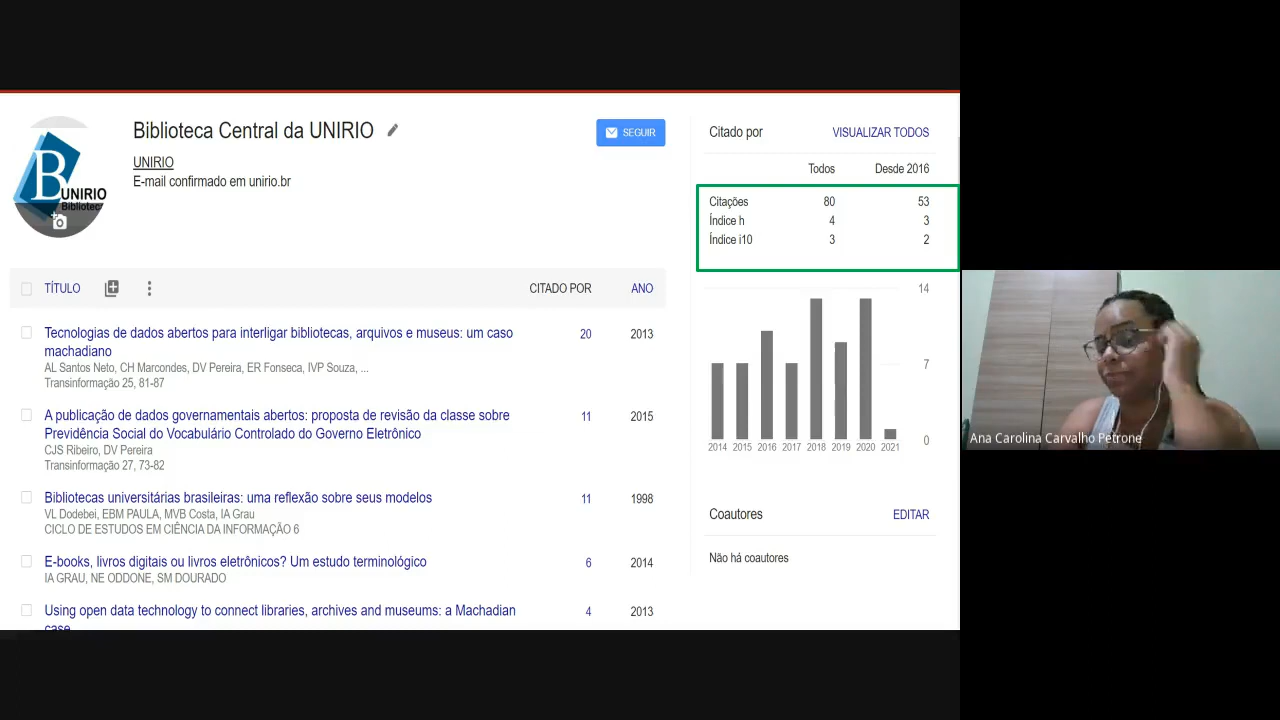 Biblioteca Central da UNIRIO
UNIRIO
E-mail confirmado em unirio.br
SEGUIR
B
UNIRIO
Bibliotec
TÍTULO
CITADO POR
ANO
Tecnologias de dados abertos para interligar bibliotecas, arquivos e museus: um caso
machadiano
AL Santos Neto, CH Marcondes, DV Pereira, ER Fonseca, IVP Souza, ...
Transinformação 25, 81-87
20
2013
A publicação de dados governamentais abertos: proposta de revisão da classe sobre
Previdência Social do Vocabulário Controlado do Governo Eletrônico
CJS Ribeiro, DV Pereira
Transinformação 27, 73-82
11
2015
Bibliotecas universitárias brasileiras: uma reflexão sobre seus modelos
VL Dodebei, EBM PAULA, MVB Costa, IA Grau
CICLO DE ESTUDOS EM CIÊNCIA DA INFORMAÇÃO 6
11
1998
E-books, livros digitais ou livros eletrônicos? Um estudo terminológico
IA GRAU, NE ODDONE, SM DOURADO
6
2014
Using open data technology to connect libraries, archives and museums: a Machadian
case
4
2013
Citado por
VISUALIZAR TODOS
Todos
Desde 2016
Citações 80 53
Índice h 4 3
Índice i10 3 2
14
7
0
2014 2015 2016 2017 2018 2019 2020 2021
Coautores
EDITAR
Não há coautores
Ana Carolina Carvalho Petrone